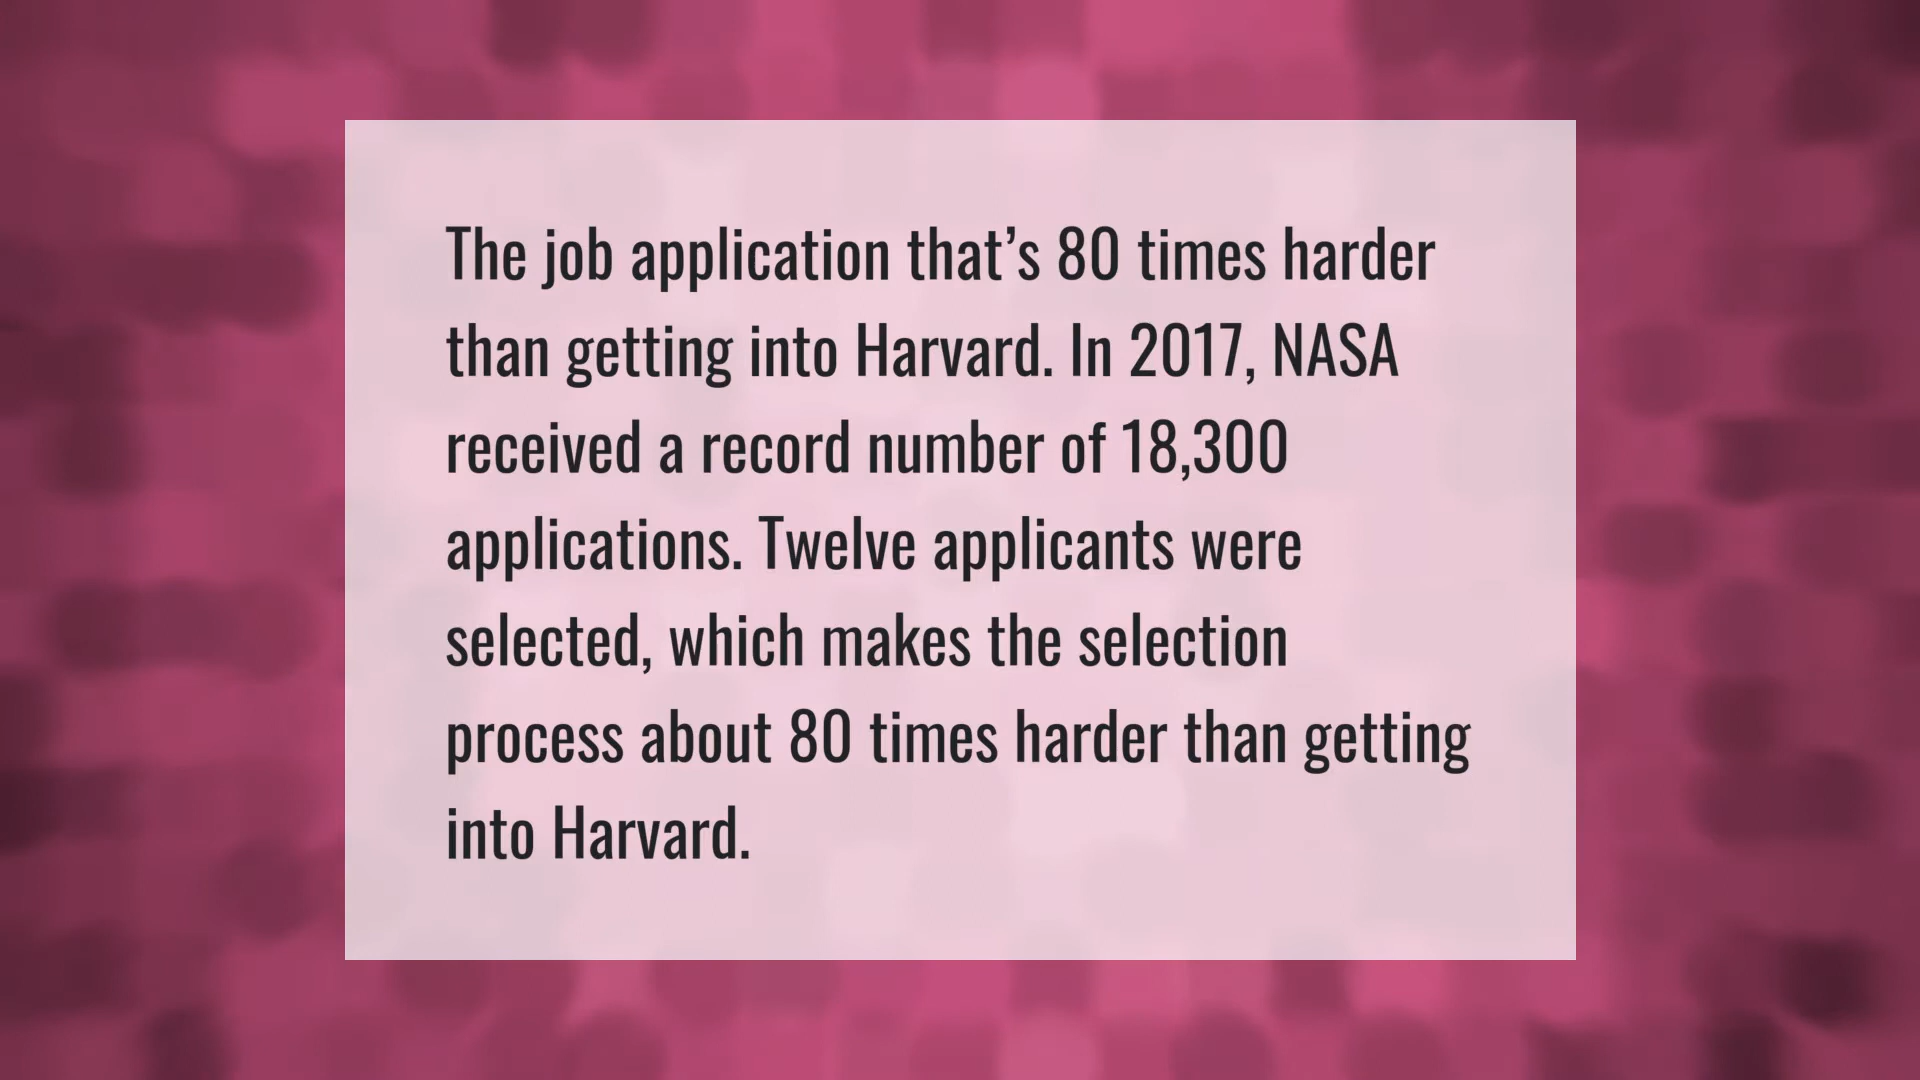 The job application that’s 80 times harder
than getting into Harvard. In 2017, NASA
received a record number of 18,300
applications. Twelve applicants were
selected, which makes the selection
process about 80 times harder than getting
into Harvard.